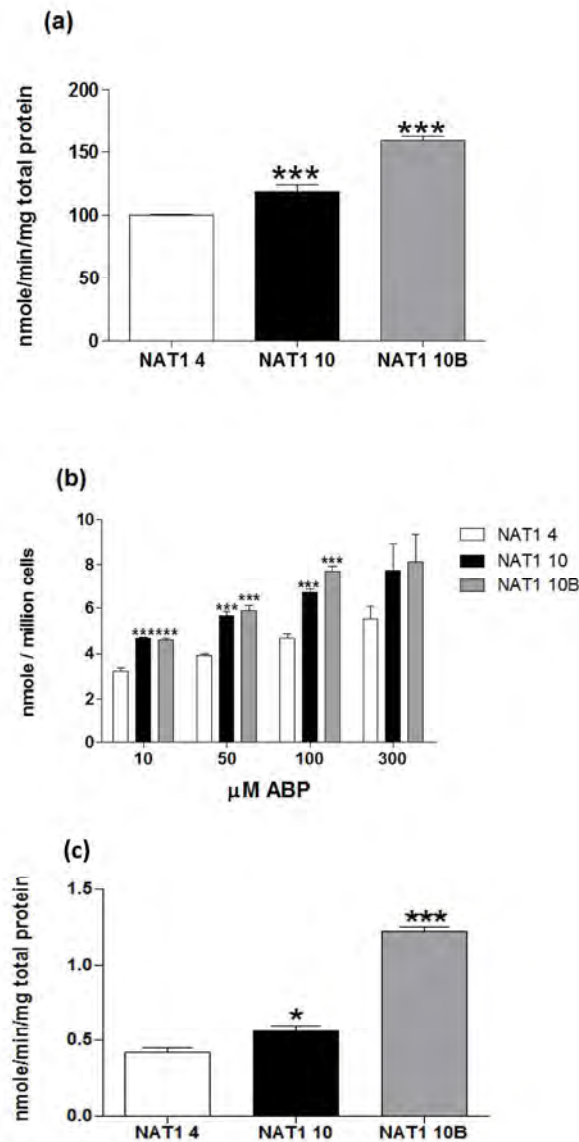 (a)
nmole/min/mg total protein
200
150
100
50
0
***
***
NAT1 4 NAT1 10 NAT1 10B
(b)
nmole / million cells
10
8
6
4
2
0
******
*** ***
*** ***
10 50 100 300
μM ABP
NAT1 4
NAT1 10
NAT1 10B
(c)
nmole/min/mg total protein
1.5
1.0
0.5
0.0
*
***
NAT1 4 NAT1 10 NAT1 10B